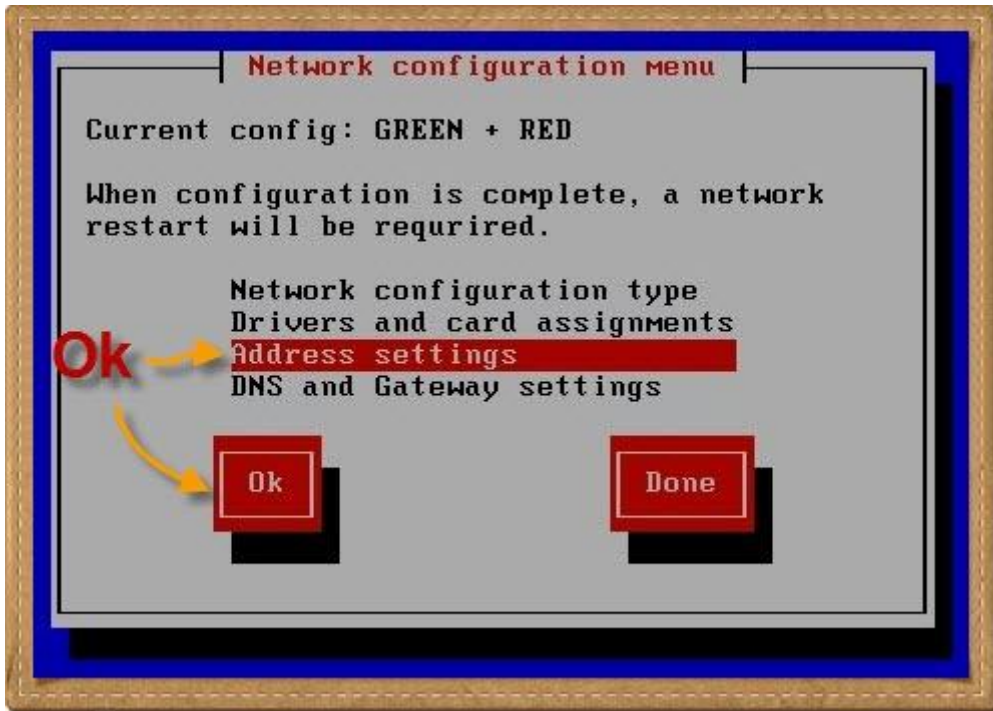 Network configuration menu
Current config: GREEN + RED
When configuration is complete, a network
restart will be requrired.
Network configuration type
Drivers and card assignments
Ok
Address settings
DNS and Gateway settings
Ok
Done